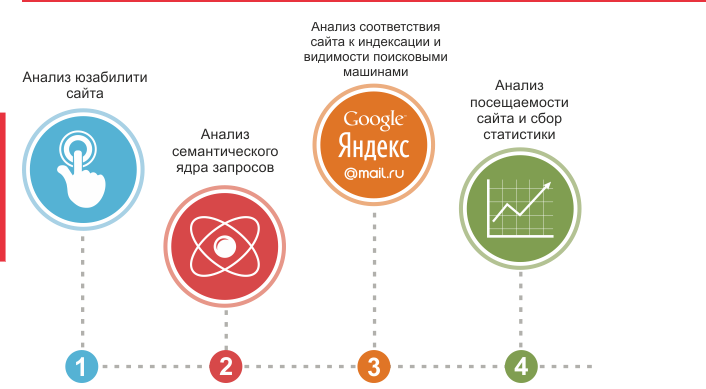 Анализ юзабилити
сайта
1
Анализ
семантического
ядра запросов
2
Анализ соответствия
сайта к индексации и
видимости поисковыми
машинами
Google
Яндекс
@mail.ru
3
Анализ
посещаемости
сайта и сбор
статистики
4